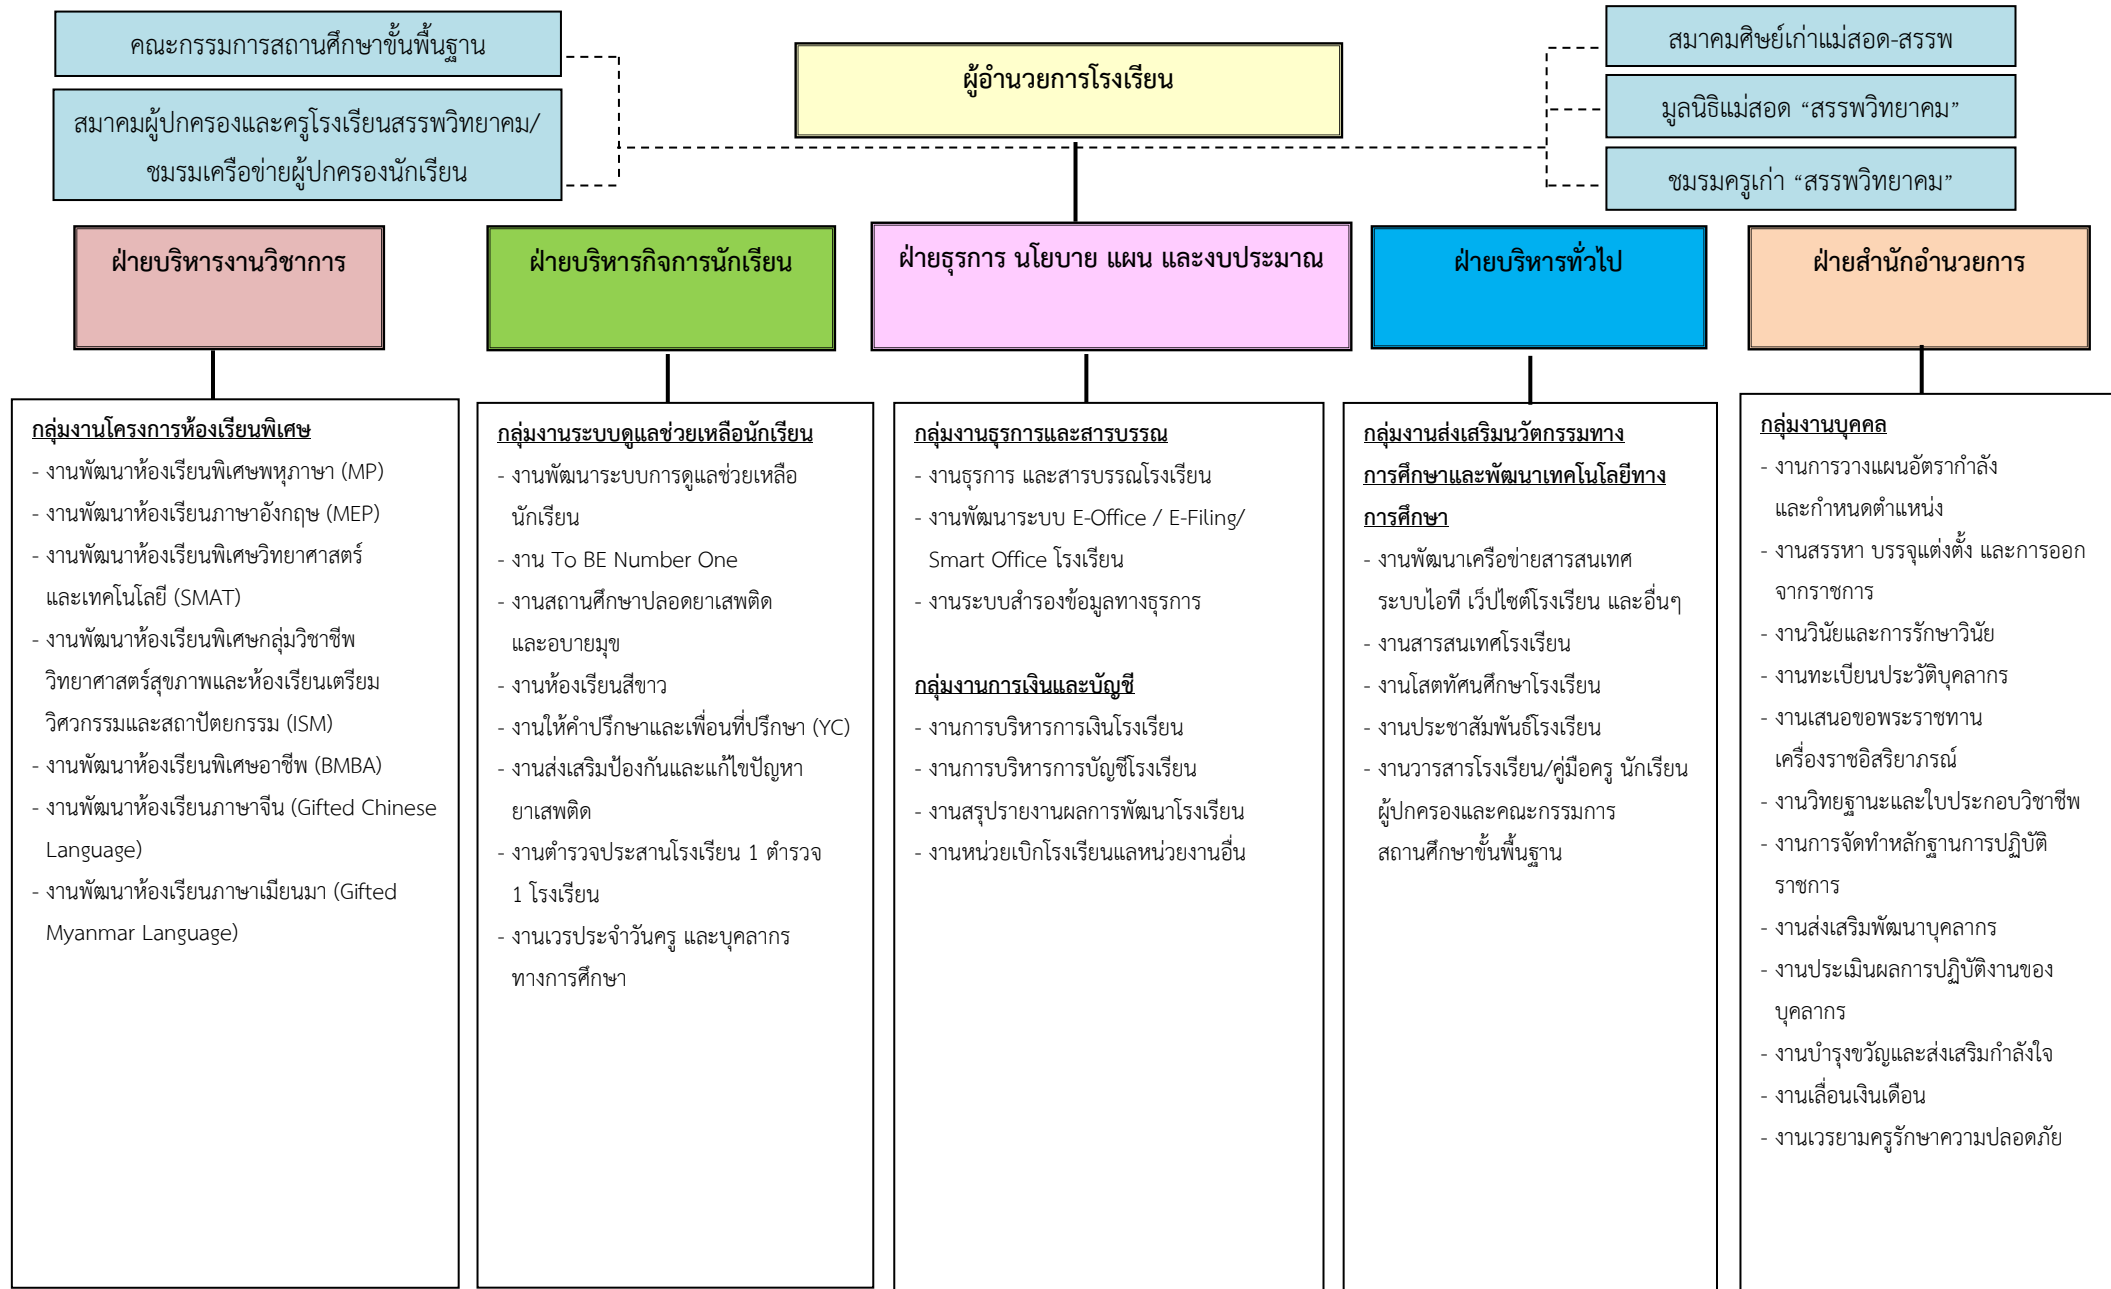 คณะกรรมการสถานศึกษาขั้นพื้นฐาน
สมาคมผู้ปกครองและครูโรงเรียนสรรพวิทยาคม/
ชมรมเครือข่ายผู้ปกครองนักเรียน
ผู้อำนวยการโรงเรียน
สมาคมศิษย์เก่าแม่สอด-สรรพ
มูลนิธิแม่สอด “สรรพวิทยาคม”
ชมรมครูเก่า “สรรพวิทยาคม”
ฝ่ายบริหารงานวิชาการ
ฝ่ายบริหารกิจการนักเรียน
ฝ่ายธุรการ นโยบาย แผน และงบประมาณ
ฝ่ายบริหารทั่วไป
ฝ่ายสำนักอำนวยการ
กลุ่มงานโครงการห้องเรียนพิเศษ
- งานพัฒนาห้องเรียนพิเศษพหุภาษา (MP)
- งานพัฒนาห้องเรียนภาษาอังกฤษ (MEP)
- งานพัฒนาห้องเรียนพิเศษวิทยาศาสตร์
และเทคโนโลยี (SMAT)
- งานพัฒนาห้องเรียนพิเศษกลุ่มวิชาชีพ
วิทยาศาสตร์สุขภาพและห้องเรียนเตรียม
วิศวกรรมและสถาปัตยกรรม (ISM)
- งานพัฒนาห้องเรียนพิเศษอาชีพ (BMBA)
- งานพัฒนาห้องเรียนภาษาจีน (Gifted Chinese
Language)
- งานพัฒนาห้องเรียนภาษาเมียนมา (Gifted
Myanmar Language)
กลุ่มงานระบบดูแลช่วยเหลือนักเรียน
- งานพัฒนาระบบการดูแลช่วยเหลือ
นักเรียน
- งาน To BE Number One
- งานสถานศึกษาปลอดยาเสพติด
และอบายมุข
- งานห้องเรียนสีขาว
- งานให้คำปรึกษาและเพื่อนที่ปรึกษา (YC)
- งานส่งเสริมป้องกันและแก้ไขปัญหา
ยาเสพติด
- งานตำรวจประสานโรงเรียน 1 ตำรวจ
1 โรงเรียน
- งานเวรประจำวันครู และบุคลากร
ทางการศึกษา
กลุ่มงานธุรการและสารบรรณ
- งานธุรการ และสารบรรณโรงเรียน
- งานพัฒนาระบบ E-Office / E-Filing/
Smart Office โรงเรียน
- งานระบบสำรองข้อมูลทางธุรการ
กลุ่มงานการเงินและบัญชี
- งานการบริหารการเงินโรงเรียน
- งานการบริหารการบัญชีโรงเรียน
- งานสรุปรายงานผลการพัฒนาโรงเรียน
- งานหน่วยเบิกโรงเรียนแลหน่วยงานอื่น
กลุ่มงานส่งเสริมนวัตกรรมทาง
การศึกษาและพัฒนาเทคโนโลยีทาง
การศึกษา
- งานพัฒนาเครือข่ายสารสนเทศ
ระบบไอที เว็ปไซต์โรงเรียน และอื่นๆ
- งานสารสนเทศโรงเรียน
- งานโสตทัศนศึกษาโรงเรียน
- งานประชาสัมพันธ์โรงเรียน
- งานวารสารโรงเรียน/คู่มือครู นักเรียน
ผู้ปกครองและคณะกรรมการ
สถานศึกษาขั้นพื้นฐาน
กลุ่มงานบุคคล
- งานการวางแผนอัตรากำลัง
และกำหนดตำแหน่ง
- งานสรรหา บรรจุแต่งตั้ง และการออก
จากราชการ
- งานวินัยและการรักษาวินัย
- งานทะเบียนประวัติบุคลากร
- งานเสนอขอพระราชทาน
เครื่องราชอิสริยาภรณ์
- งานวิทยฐานะและใบประกอบวิชาชีพ
- งานการจัดทำหลักฐานการปฏิบัติ
ราชการ
- งานส่งเสริมพัฒนาบุคลากร
- งานประเมินผลการปฏิบัติงานของ
บุคลากร
- งานบำรุงขวัญและส่งเสริมกำลังใจ
- งานเลื่อนเงินเดือน
- งานเวรยามครูรักษาความปลอดภัย